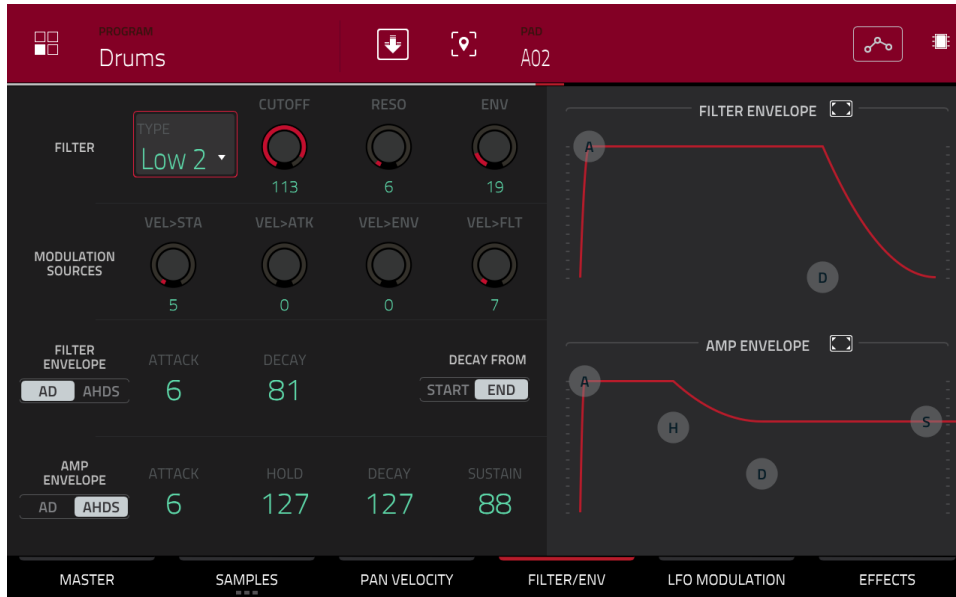 PROGRAM
Drums
PAD
A02
FILTER
TYPE
Low 2
CUTOFF
113
RESO
6
ENV
19
MODULATION
SOURCES
VEL>STA
5
VEL>ATK
0
VEL>ENV
0
VEL>FLT
7
FILTER
ENVELOPE
AD AHDS
ATTACK
6
DECAY
81
DECAY FROM
START END
AMP
ENVELOPE
AD AHDS
ATTACK
6
HOLD
127
DECAY
127
SUSTAIN
88
FILTER ENVELOPE
A
D
AMP ENVELOPE
A
H
S
D
MASTER
SAMPLES
PAN VELOCITY
FILTER/ENV
LFO MODULATION
EFFECTS